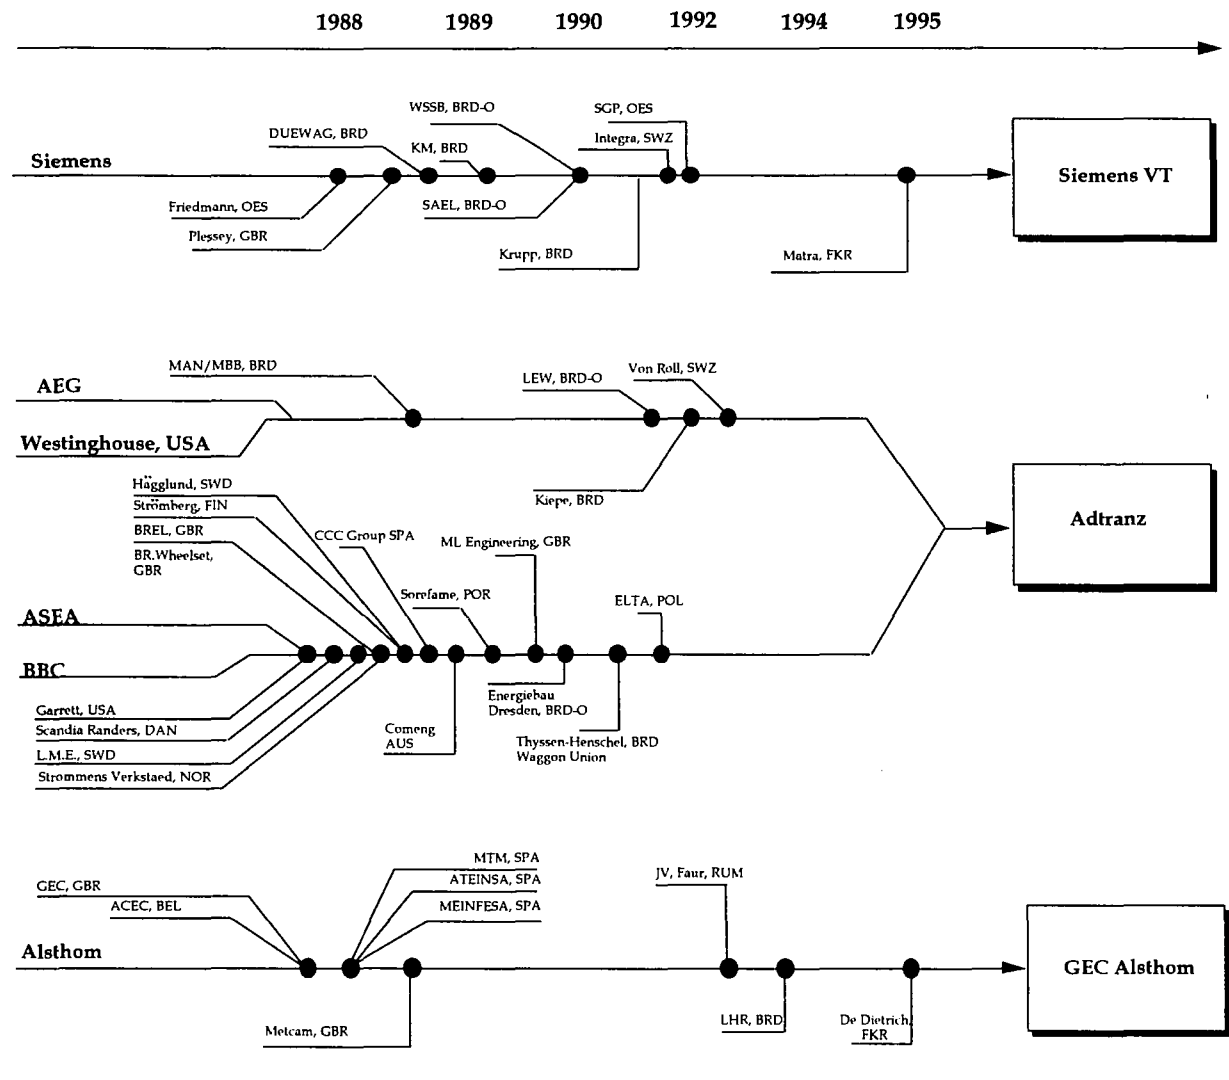 1988 1989 1990 1992 1994 1995
WSSB, BRD-O
SGP, OES
DUEWAG, BRD
KM, BRD
Integra, SWZ
Siemens
Siemens VT
Friedmann, OES
SAEL, BRD-O
Plessey, GBR
Krupp, BRD
Matra, FKR
MAN/MBB, BRD
LEW, BRD-O
Von Roll, SWZ
AEG
Westinghouse, USA
Kiepe, BRD
Hägglund, SWD
Strömberg, FIN
BREL, GBR
BR.Wheelset,
GBR
CCC Group SPA
ML Engineering, GBR
Adtranz
Sorefame, POR
ELTA, POL
ASEA
BBC
Garrett, USA
Scandia Randers, DAN
L.M.E., SWD
Strommens Verkstaed, NOR
Comeng
AUS
Energiebau
Dresden, BRD-O
Thyssen-Henschel, BRD
Waggon Union
MTM, SPA
ATEINSA, SPA
MEINFESA, SPA
GEC, GBR
ACEC, BEL
JV, Faur, RUM
Alsthom
GEC Alsthom
Metcam, GBR
LHR, BRD
De Dietrich,
FKR